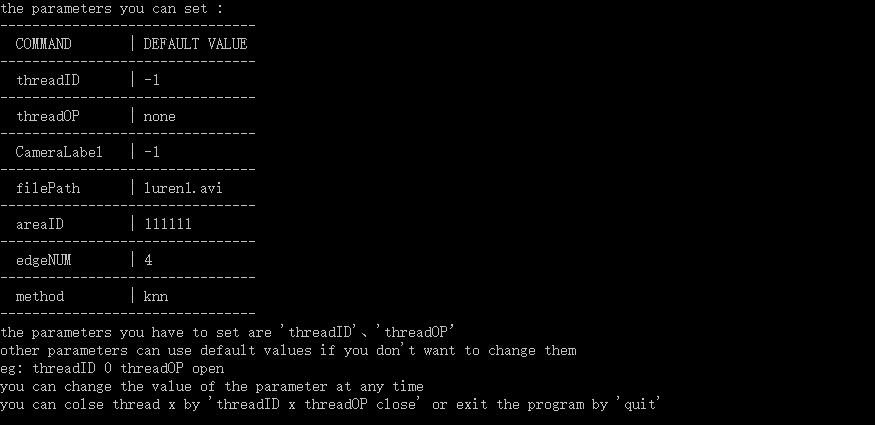 the parameters you can set :
--------------------------------
COMMAND | DEFAULT VALUE
--------------------------------
threadID | -1
--------------------------------
threadOP | none
--------------------------------
CameraLabel | -1
--------------------------------
filePath | luren1.avi
--------------------------------
areaID | 111111
--------------------------------
edgeNUM | 4
--------------------------------
method | knn
--------------------------------
the parameters you have to set are 'threadID'、'threadOP'
other parameters can use default values if you don't want to change them
eg: threadID 0 threadOP open
you can change the value of the parameter at any time
you can colse thread x by 'threadID x threadOP close' or exit the program by 'quit'